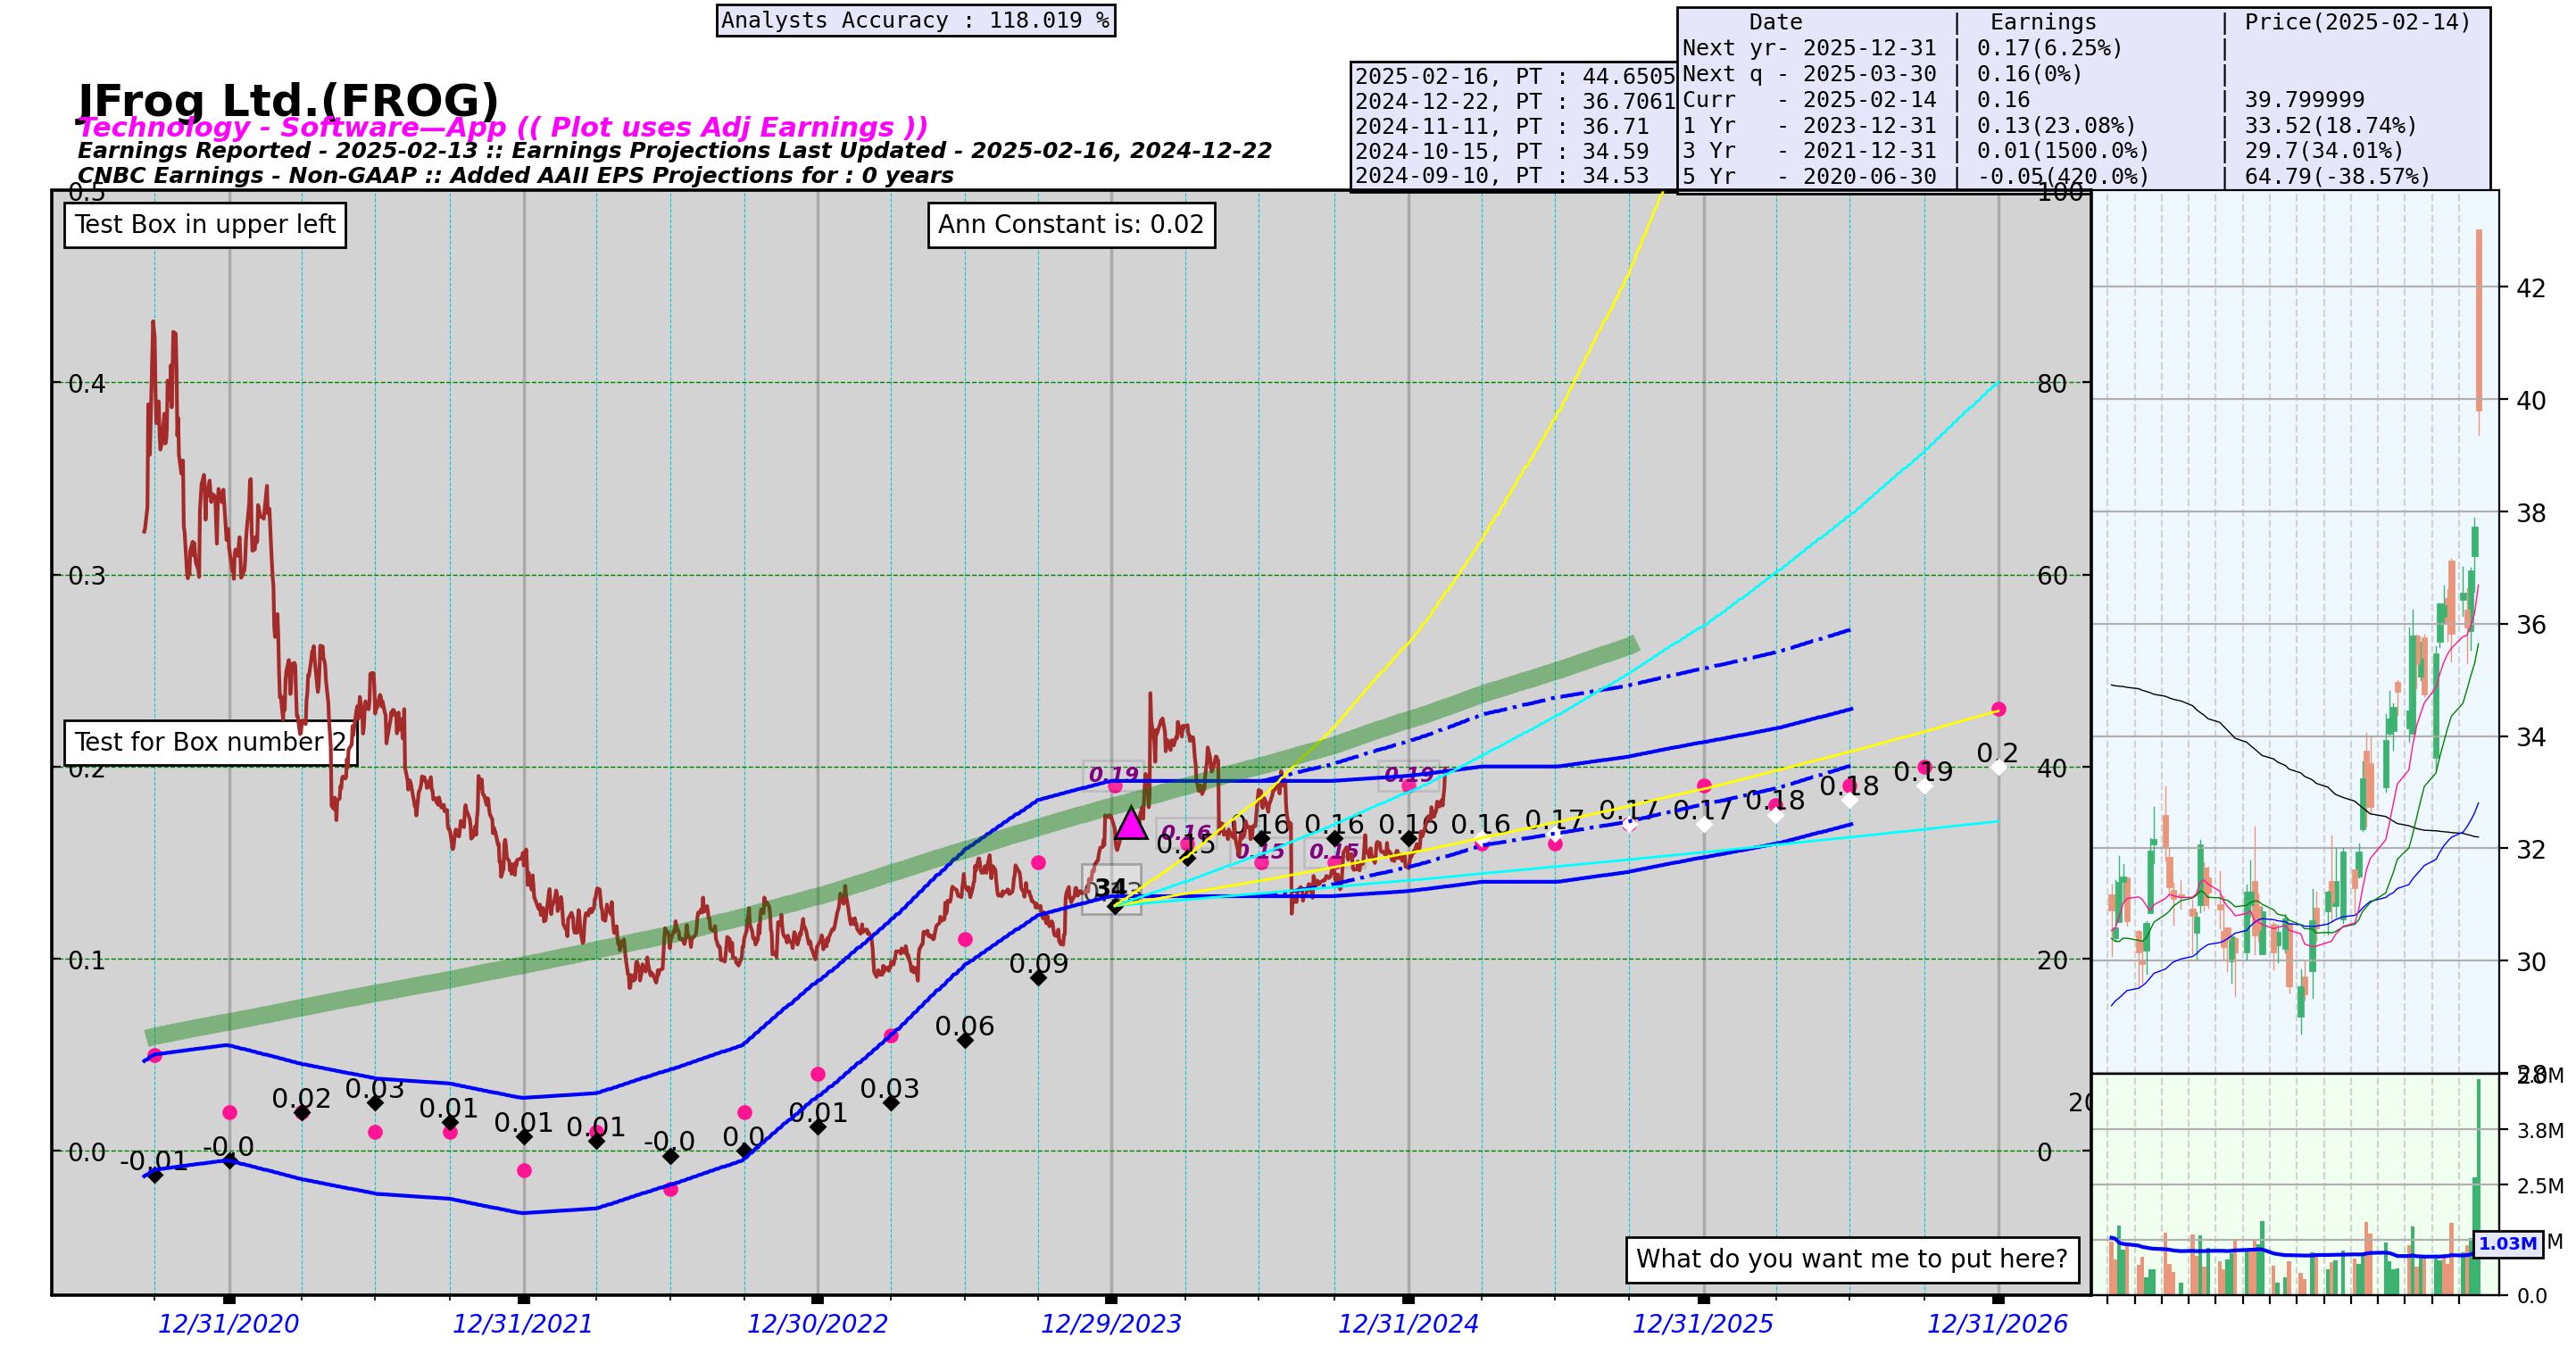 Analysts Accuracy : 118.019 %
Date | Earnings | Price(2025-02-14)
Next yr- 2025-12-31 | 0.17(6.25%) |
Next q - 2025-03-30 | 0.16(0%) |
Curr - 2025-02-14 | 0.16 | 39.799999
1 Yr - 2023-12-31 | 0.13(23.08%) | 33.52(18.74%)
3 Yr - 2021-12-31 | 0.01(1500.0%) | 29.7(34.01%)
5 Yr - 2020-06-30 | -0.05(420.0%) | 64.79(-38.57%)
2025-02-16, PT : 44.6505
2024-12-22, PT : 36.7061
2024-11-11, PT : 36.71
2024-10-15, PT : 34.59
2024-09-10, PT : 34.53
JFrog Ltd.(FROG)
Technology - Software—App (( Plot uses Adj Earnings ))
Earnings Reported - 2025-02-13 :: Earnings Projections Last Updated - 2025-02-16, 2024-12-22
CNBC Earnings - Non-GAAP :: Added AAII EPS Projections for : 0 years
Test Box in upper left
Ann Constant is: 0.02
Test for Box number 2
What do you want me to put here?
0.5
0.4
0.3
0.2
0.1
0.0
100
80
60
40
20
0
-0.01
-0.0
0.02
0.03
0.01
0.01
0.01
-0.0
0.0
0.01
0.03
0.06
0.09
34
0.15
0.16
0.16
0.16
0.16
0.17
0.17
0.17
0.18
0.18
0.19
0.2
0.19
0.16
0.15
0.15
0.19
42
40
38
36
34
32
30
3.8M
2.5M
1.03M
0.0
12/31/2020
12/31/2021
12/30/2022
12/29/2023
12/31/2024
12/31/2025
12/31/2026